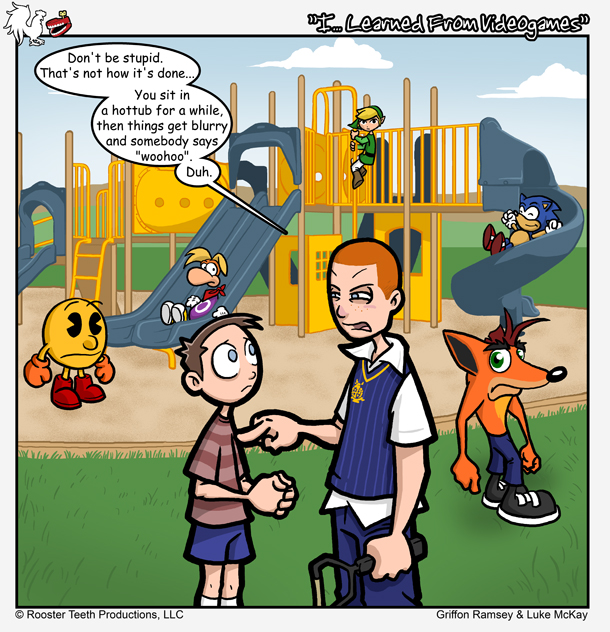 "I... Learned From Videogames"
Don't be stupid.
That's not how it's done...
You sit in
a hottub for a while,
then things get blurry
and somebody says
"woohoo".
Duh.
© Rooster Teeth Productions, LLC
Griffon Ramsey & Luke McKay